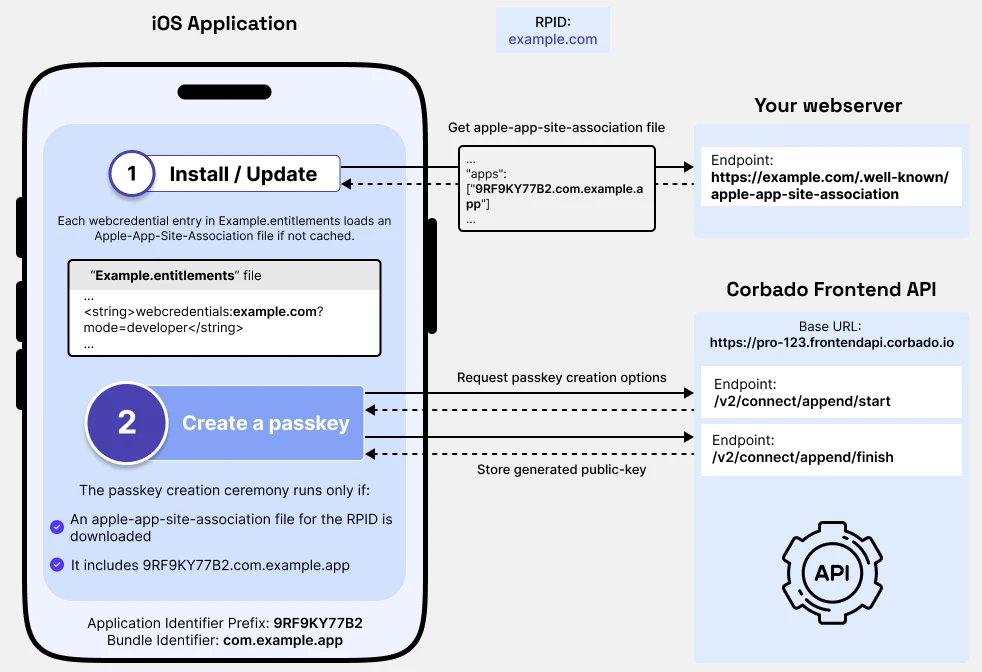 iOS Application
RPID:
example.com
1
Install / Update
Each webcredential entry in Example.entitlements loads an
Apple-App-Site-Association file if not cached.
“Example.entitlements” file
...
<string>webcredentials:example.com?
mode=developer</string>
...
2
Create a passkey
The passkey creation ceremony runs only if:
An apple-app-site-association file for the RPID is
downloaded
It includes 9RF9KY77B2.com.example.app
Application Identifier Prefix: 9RF9KY77B2
Bundle Identifier: com.example.app
Get apple-app-site-association file
...
"apps":
["9RF9KY77B2.com.example.a
pp"]
...
Request passkey creation options
Store generated public-key
Your webserver
Endpoint:
https://example.com/.well-known/
apple-app-site-association
Corbado Frontend API
Base URL:
https://pro-123.frontendapi.corbado.io
Endpoint:
/v2/connect/append/start
Endpoint:
/v2/connect/append/finish
API